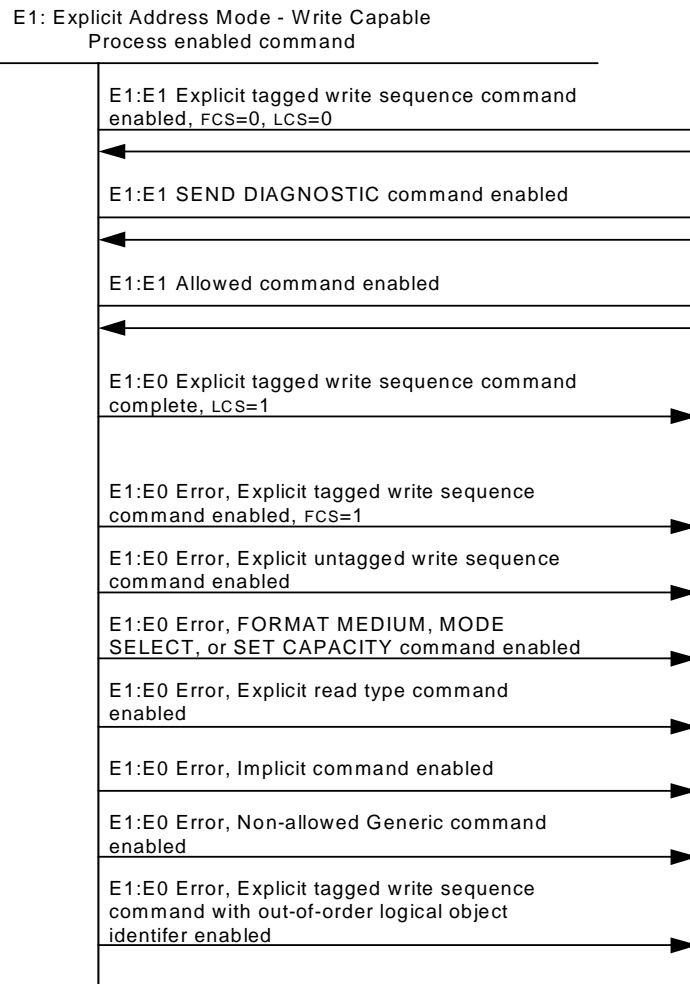 E1: Explicit Address Mode - Write Capable
Process enabled command
E1:E1 Explicit tagged write sequence command
enabled, FCS=0, LCS=0
E1:E1 SEND DIAGNOSTIC command enabled
E1:E1 Allowed command enabled
E1:E0 Explicit tagged write sequence command
complete, LCS=1
E1:E0 Error, Explicit tagged write sequence
command enabled, FCS=1
E1:E0 Error, Explicit untagged write sequence
command enabled
E1:E0 Error, FORMAT MEDIUM, MODE
SELECT, or SET CAPACITY command enabled
E1:E0 Error, Explicit read type command
enabled
E1:E0 Error, Implicit command enabled
E1:E0 Error, Non-allowed Generic command
enabled
E1:E0 Error, Explicit tagged write sequence
command with out-of-order logical object
identifer enabled